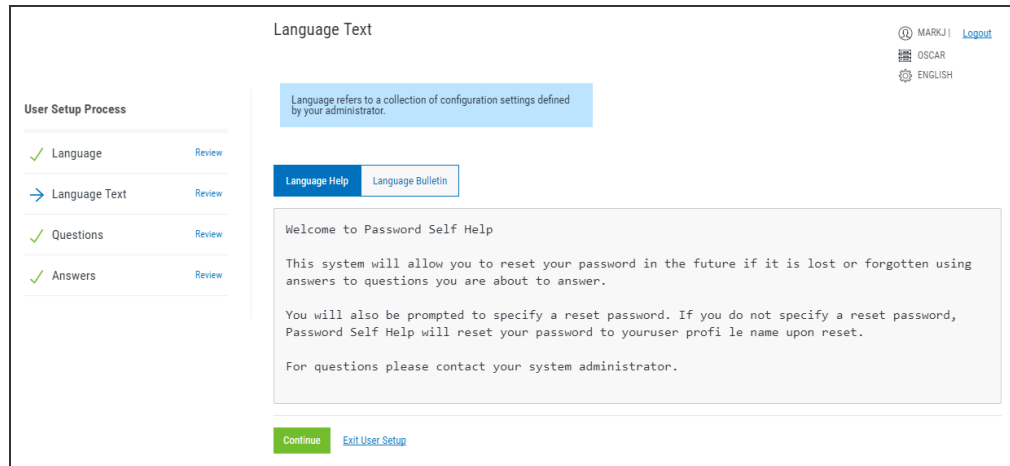 Language Text
MARKJ | Logout
OSCAR
ENGLISH
Language refers to a collection of configuration settings defined
by your administrator.
User Setup Process
Language Review
Language Text Review
Questions Review
Answers Review
Language Help Language Bulletin
Welcome to Password Self Help
This system will allow you to reset your password in the future if it is lost or forgotten using
answers to questions you are about to answer.
You will also be prompted to specify a reset password. If you do not specify a reset password,
Password Self Help will reset your password to youruser profi le name upon reset.
For questions please contact your system administrator.
Continue Exit User Setup